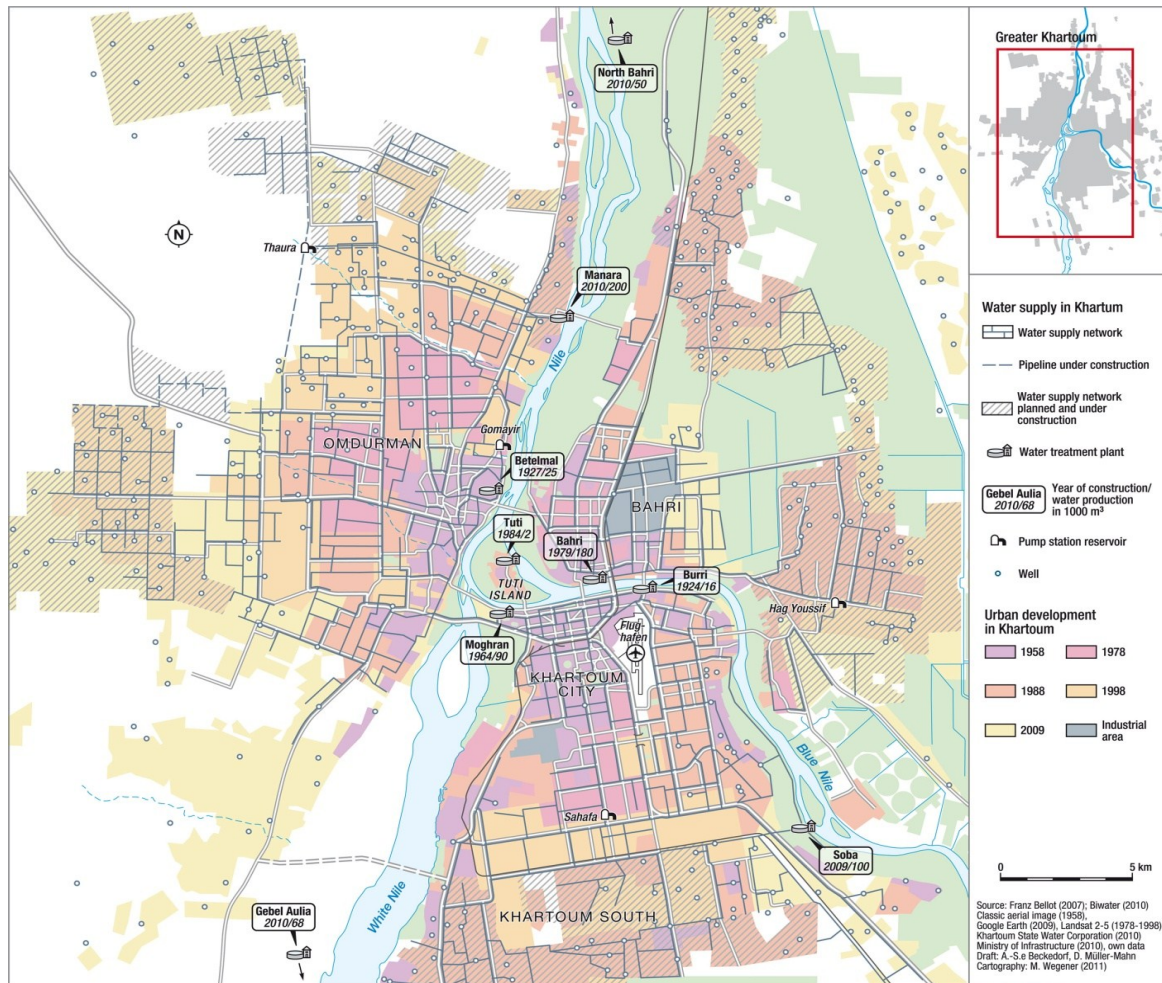 North Bahri
2010/50
Thaura
N
Manara
2010/200
Nile
Gomayir
OMDURMAN
Betelmal
1927/25
BAHRI
Tuti
1984/2
Bahri
1979/180
TUTI
ISLAND
Burri
1924/16
Hag Youssif
Moghran
1964/90
Flug-
hafen
KHARTOUM
CITY
Blue Nile
Sahafa
Soba
2009/100
White Nile
Gebel Aulia
2010/68
KHARTOUM SOUTH
Greater Khartoum
Water supply in Khartum
Water supply network
Pipeline under construction
Water supply network
planned and under
construction
Water treatment plant
Gebel Aulia
2010/68
Year of construction/
water production
in 1000 m³
Pump station reservoir
Well
Urban development
in Khartoum
1958
1978
1988
1998
2009
Industrial
area
0 5 km
Source: Franz Bellot (2007); Biwater (2010)
Classic aerial image (1958),
Google Earth (2009), Landsat 2-5 (1978-1998)
Khartoum State Water Corporation (2010)
Ministry of Infrastructure (2010), own data
Draft: A.-S.e Beckedorf, D. Müller-Mahn
Cartography: M. Wegener (2011)